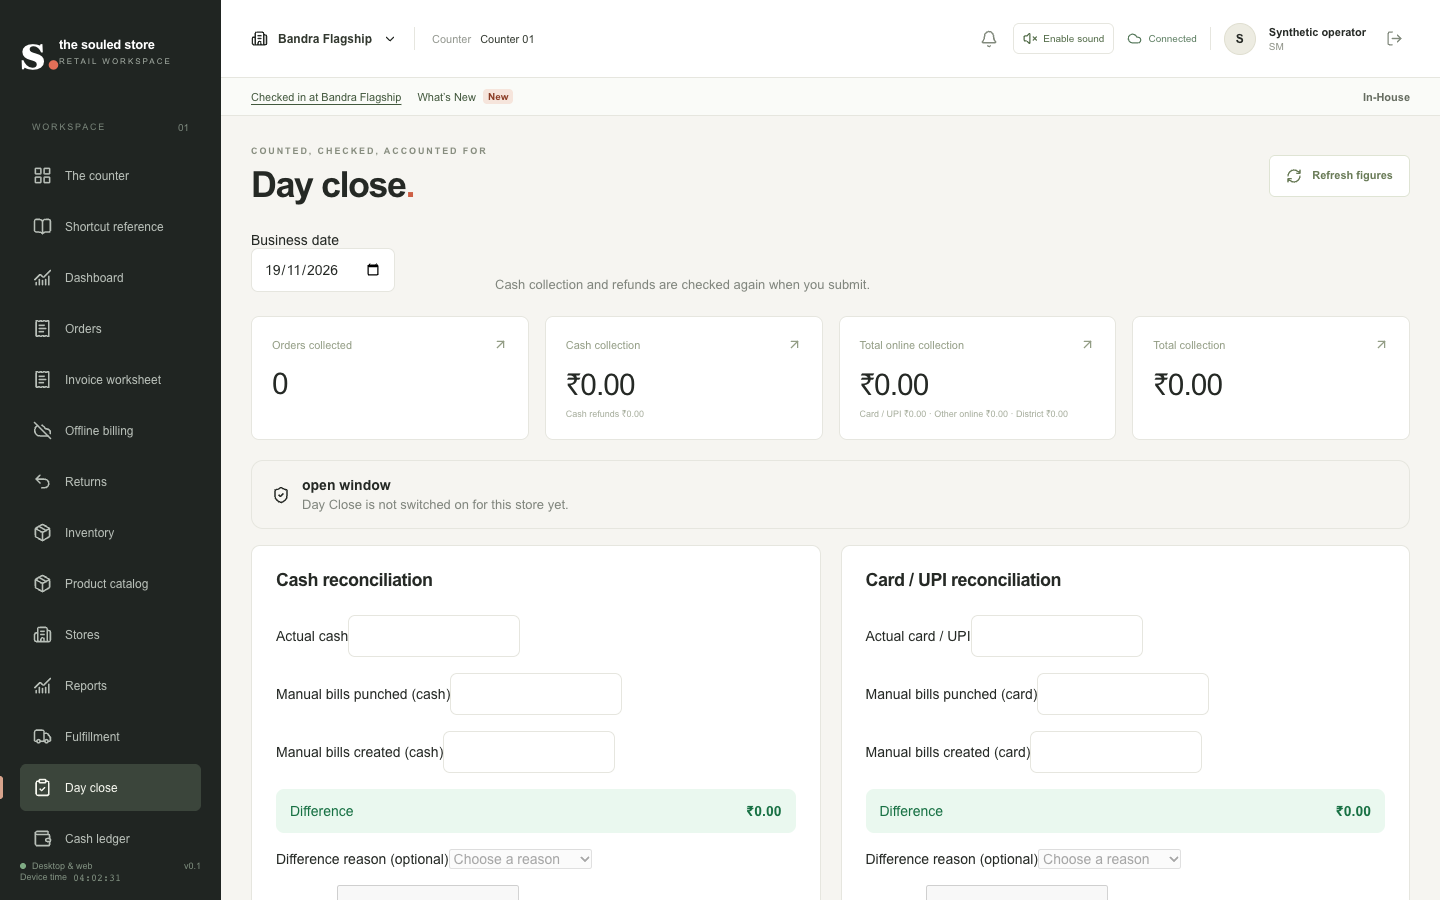 S.
the souled store
RETAIL WORKSPACE
WORKSPACE 01
The counter
Shortcut reference
Dashboard
Orders
Invoice worksheet
Offline billing
Returns
Inventory
Product catalog
Stores
Reports
Fulfillment
Day close
Cash ledger
Desktop & web v0.1
Device time 04:02:31
Bandra Flagship
Counter Counter 01
Enable sound
Connected
S
Synthetic operator
SM
Checked in at Bandra Flagship
What's New New
In-House
COUNTED, CHECKED, ACCOUNTED FOR
Day close.
Refresh figures
Business date
19/11/2026
Cash collection and refunds are checked again when you submit.
Orders collected
0
Cash collection
₹0.00
Cash refunds ₹0.00
Total online collection
₹0.00
Card / UPI ₹0.00 · Other online ₹0.00 · District ₹0.00
Total collection
₹0.00
open window
Day Close is not switched on for this store yet.
Cash reconciliation
Actual cash
Manual bills punched (cash)
Manual bills created (cash)
Difference ₹0.00
Difference reason (optional) Choose a reason
Card / UPI reconciliation
Actual card / UPI
Manual bills punched (card)
Manual bills created (card)
Difference ₹0.00
Difference reason (optional) Choose a reason